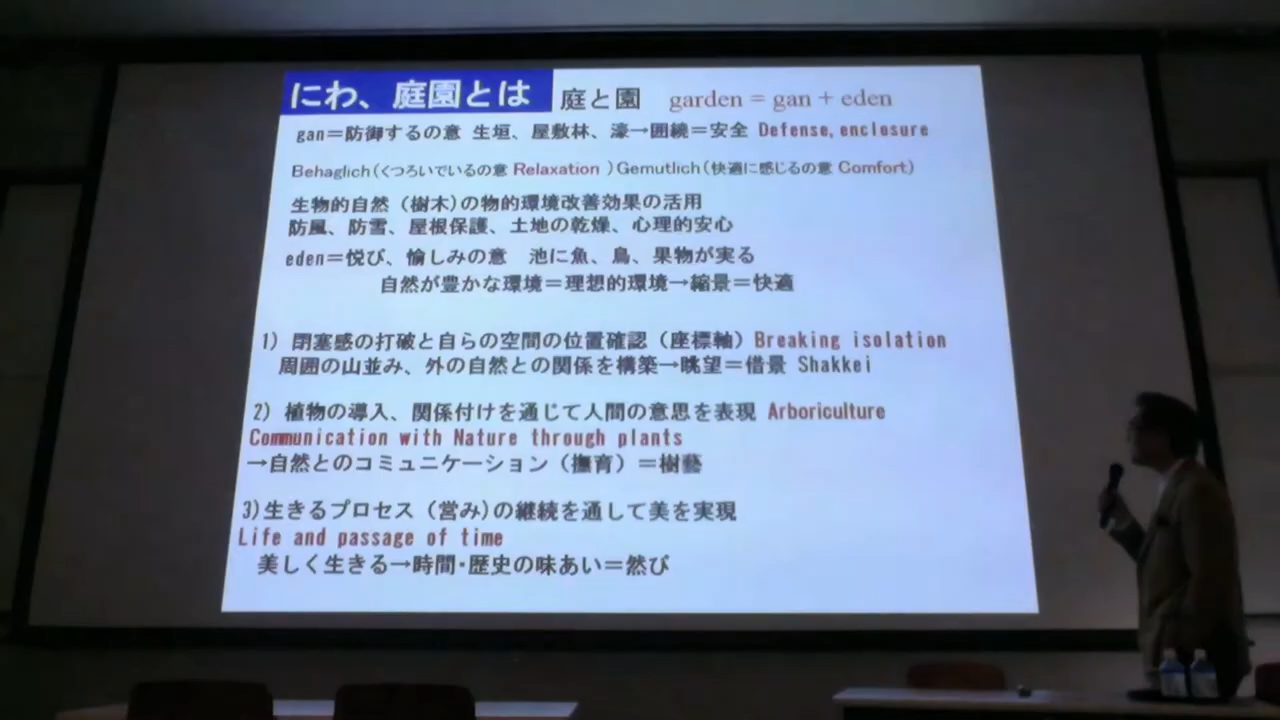 にわ、庭園とは 庭と園 garden = gan + eden
gan＝防御するの意 生垣、屋敷林、濠→囲繞＝安全 Defense, enclosure
Behaglich（くつろいでいるの意 Relaxation ）Gemutlich（快適に感じるの意 Comfort）
生物的自然（樹木）の物的環境改善効果の活用
防風、防雪、屋根保護、土地の乾燥、心理的安心
eden＝悦び、愉しみの意 池に魚、鳥、果物が実る
自然が豊かな環境＝理想的環境→縮景＝快適
1） 閉塞感の打破と自らの空間の位置確認（座標軸）Breaking isolation
周囲の山並み、外の自然との関係を構築→眺望＝借景 Shakkei
2） 植物の導入、関係付けを通じて人間の意思を表現 Arboriculture
Communication with Nature through plants
→自然とのコミュニケーション（撫育）＝樹藝
3）生きるプロセス（営み）の継続を通して美を実現
Life and passage of time
美しく生きる→時間・歴史の味あい＝然び